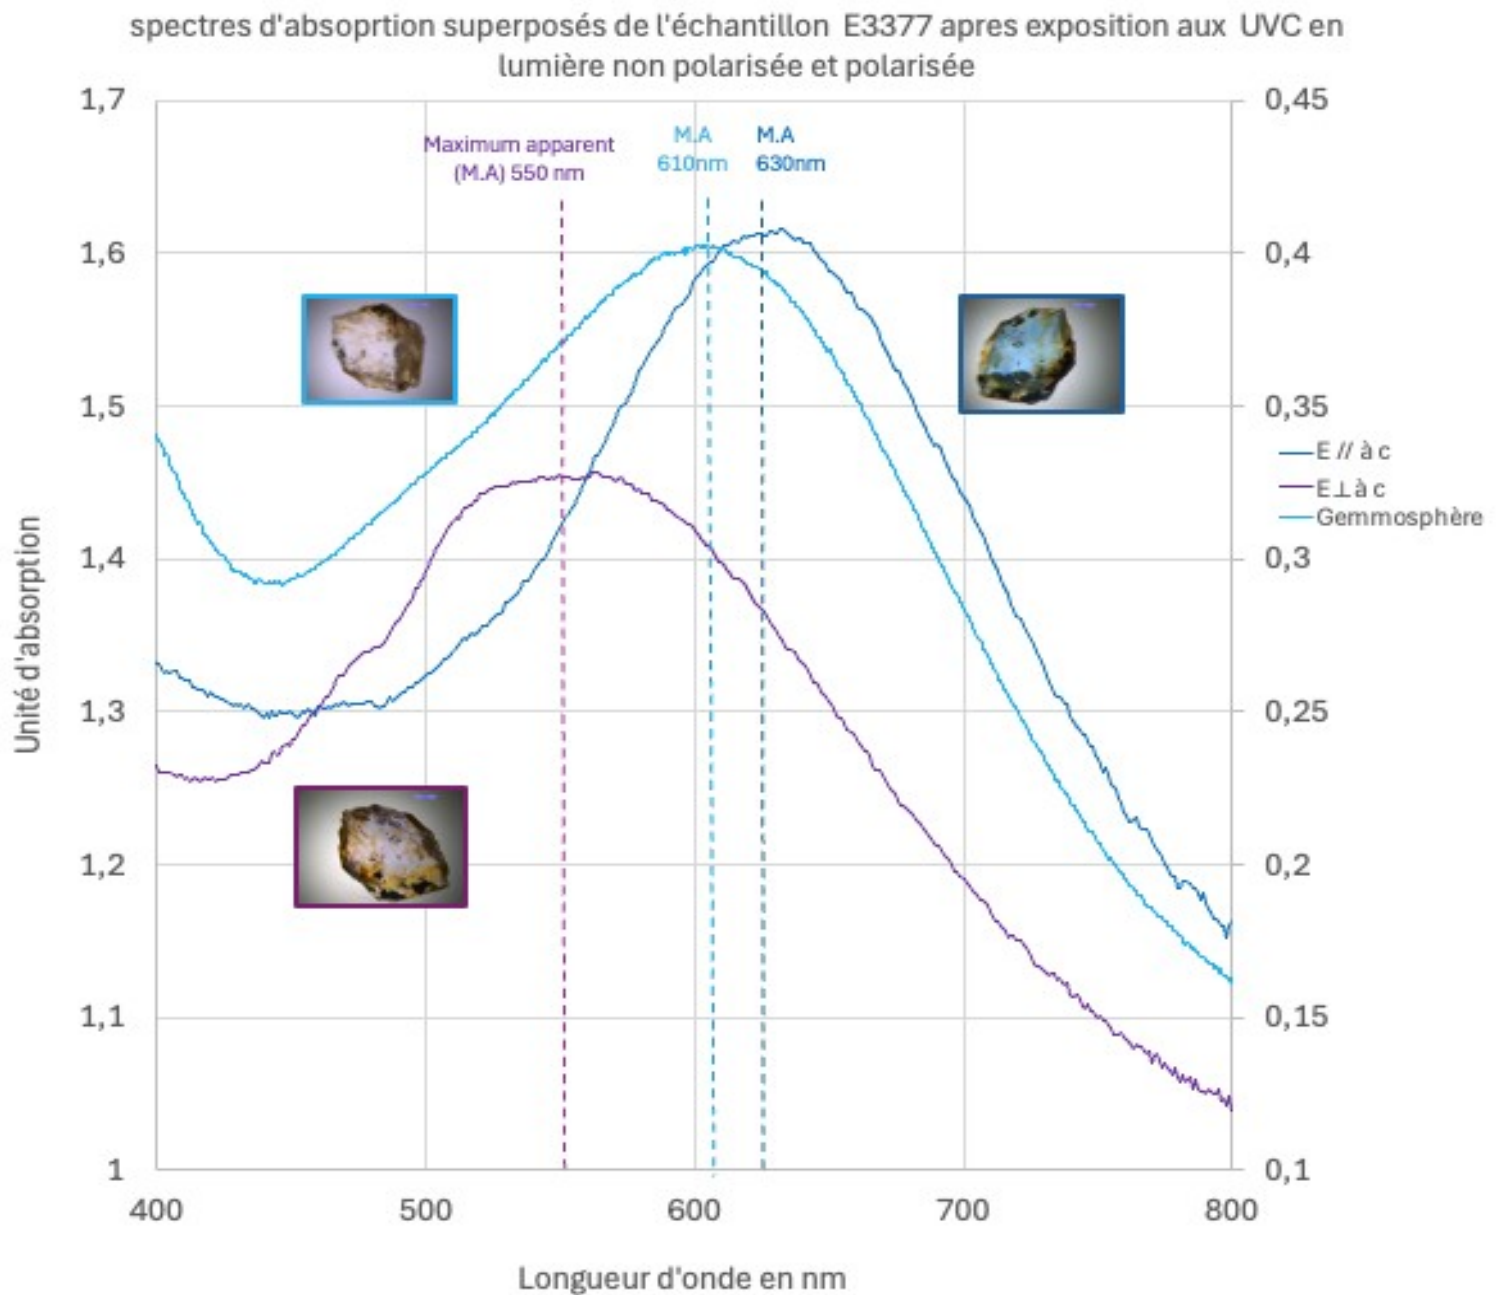 spectres d'absoprtion superposés de l'échantillon E3377 apres exposition aux UVC en
lumière non polarisée et polarisée
1,7
1,6
1,5
1,4
1,3
1,2
1,1
1
Unité d'absorption
Maximum apparent
(M.A) 550 nm
M.A
610nm
M.A
630nm
0,45
0,4
0,35
0,3
0,25
0,2
0,15
0,1
E // à c
E⊥à c
Gemmosphère
400
500
600
700
800
Longueur d'onde en nm